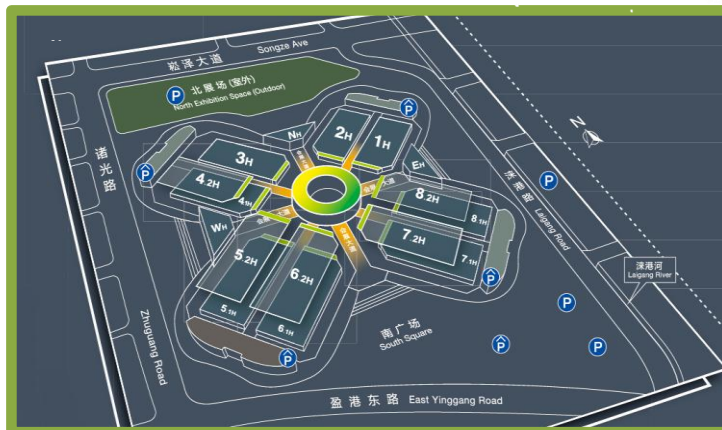 崧泽大道
Songze Ave
P
北展场(室外)
North Exhibition Space (Outdoor)
P
N
诸光路
2H
1H
NH
3H
EH
P
4.2H
4.1H
8.2H
P
8.1H
涞港路
Laigang Road
WH
7.2H
7.1H
涞港河
Laigang River
5.2H
6.2H
P
P
5.1H
6.1H
南广场
South Square
P
P
P
Zhuguang Road
盈港东路 East Yinggang Road